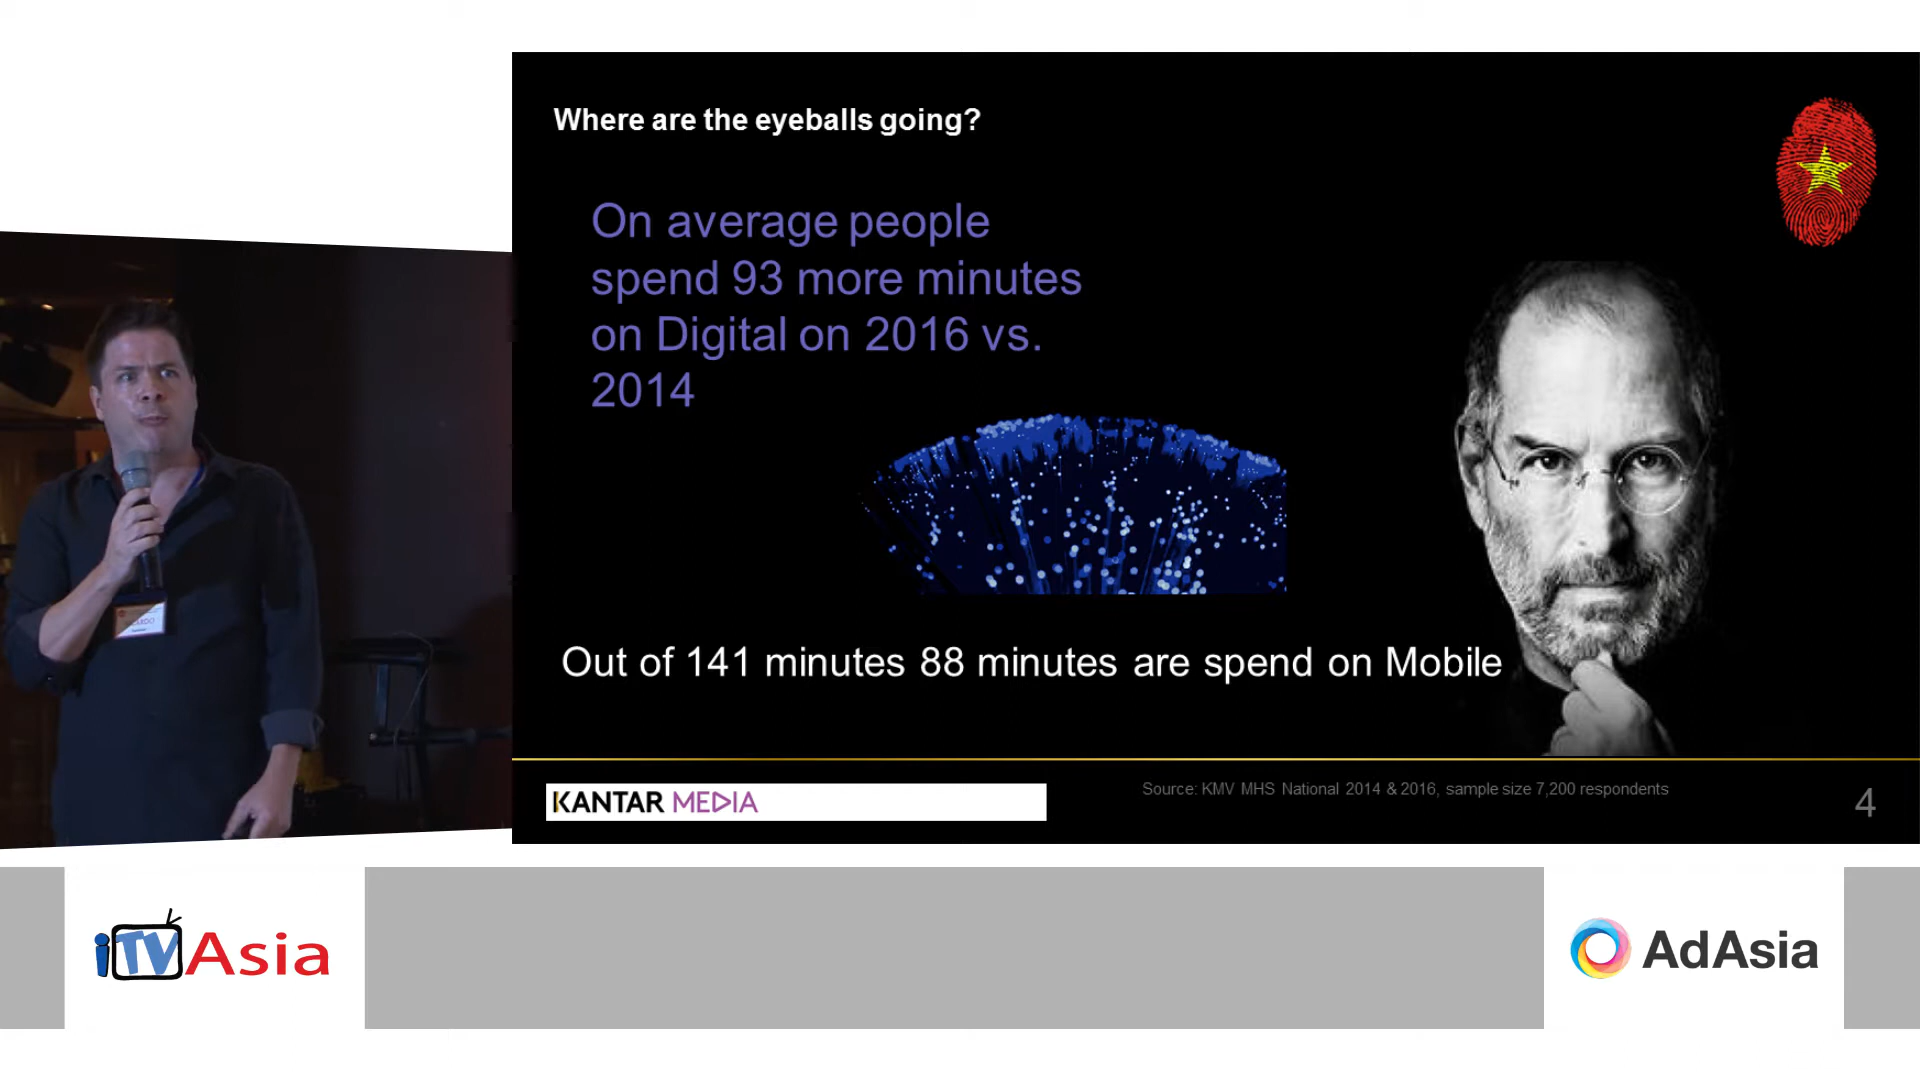 Where are the eyeballs going?
On average people
spend 93 more minutes
on Digital on 2016 vs.
2014
Out of 141 minutes 88 minutes are spend on Mobile
KANTAR MEDIA
Source: KMV MHS National 2014 & 2016, sample size 7,200 respondents
4
iTVAsia
AdAsia